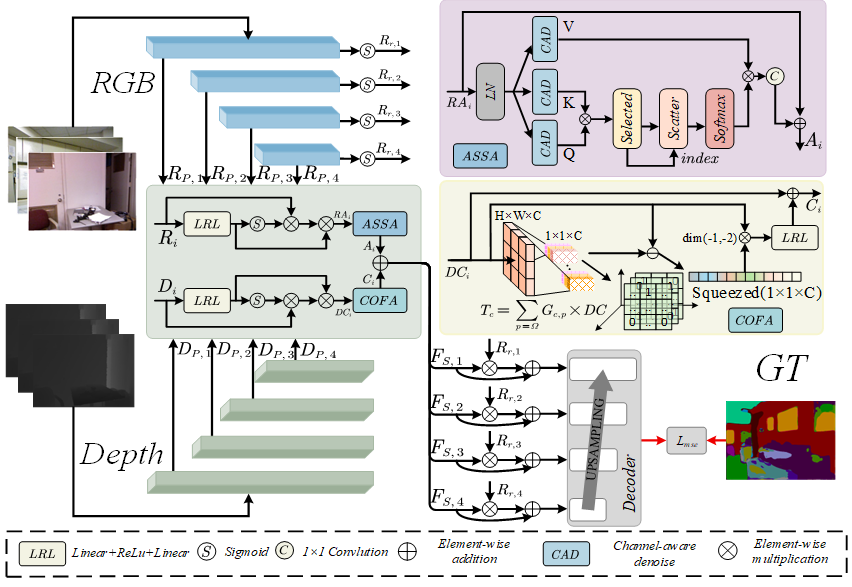 RGB
R_{r,1}
R_{r,2}
R_{r,3}
R_{r,4}
R_{P,1} R_{P,2} R_{P,3} R_{P,4}
R_i LRL S RA_i ASSA
A_i
C_i
D_i LRL S DC_i COFA
D_{P,1} D_{P,2} D_{P,3} D_{P,4}
Depth
V
CAD
K
CAD
Q
CAD
RA_i LN
Selected Scatter Softmax
index
C
A_i
ASSA
H×W×C
1×1×C
DC_i
T_c = ∑_{p=Ω} G_{c,p} × DC
0 1
1
0 0
dim(-1,-2)
LRL
C_i
Squeezed(1×1×C)
COFA
F_{S,1} R_{r,1}
F_{S,2} R_{r,2}
F_{S,3} R_{r,3}
F_{S,4} R_{r,4}
UPSAMPLING
Decoder
L_{mse}
GT
LRL Linear+ReLu+Linear
S Sigmoid
C 1×1 Convlution
Element-wise
addition
CAD Channel-aware
denoise
Element-wise
multiplication